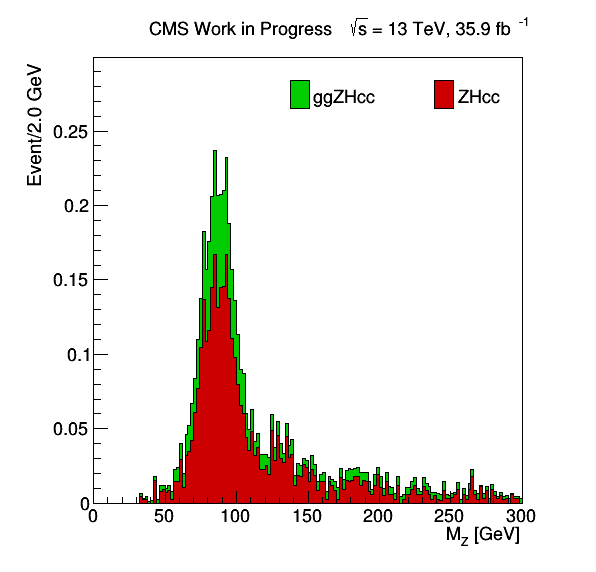 CMS Work in Progress √s = 13 TeV, 35.9 fb -1
Event/2.0 GeV
ggZHcc
ZHcc
0.25
0.2
0.15
0.1
0.05
0
0 50 100 150 200 250 300
MZ [GeV]